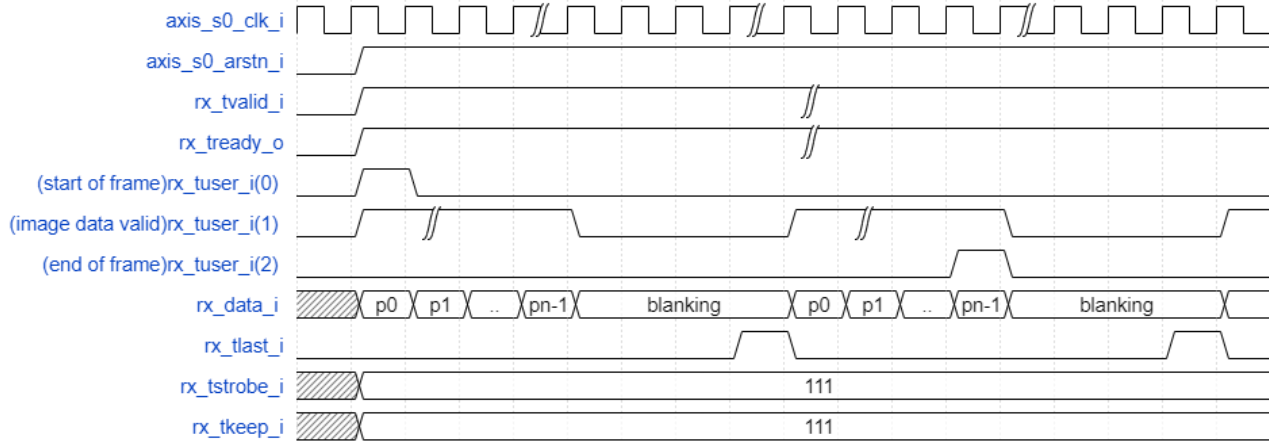 axis_s0_clk_i
axis_s0_arstn_i
rx_tvalid_i
rx_tready_o
(start of frame)rx_tuser_i(0)
(image data valid)rx_tuser_i(1)
(end of frame)rx_tuser_i(2)
rx_data_i p0 p1 .. pn-1 blanking p0 p1 .. pn-1 blanking
rx_tlast_i
rx_tstrobe_i 111
rx_tkeep_i 111